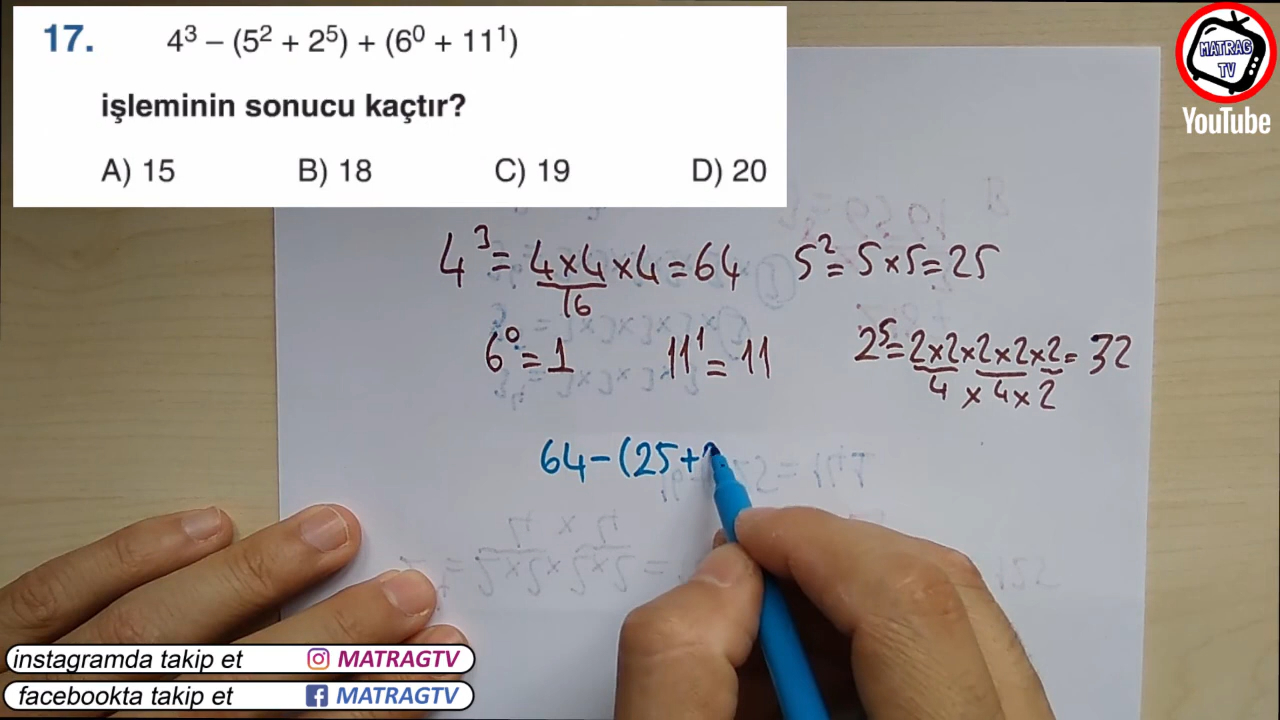 17. 4³ – (5² + 2⁵) + (6⁰ + 11¹)
işleminin sonucu kaçtır?
A) 15 B) 18 C) 19 D) 20
MATRAG
TV
YouTube
4³ = 4×4×4 = 64 5² = 5×5 = 25
16
6⁰ = 1 11¹ = 11 2⁵ = 2×2×2×2×2 = 32
4 × 4 × 2
64 – (25 +
instagramda takip et MATRAGTV
facebookta takip et MATRAGTV